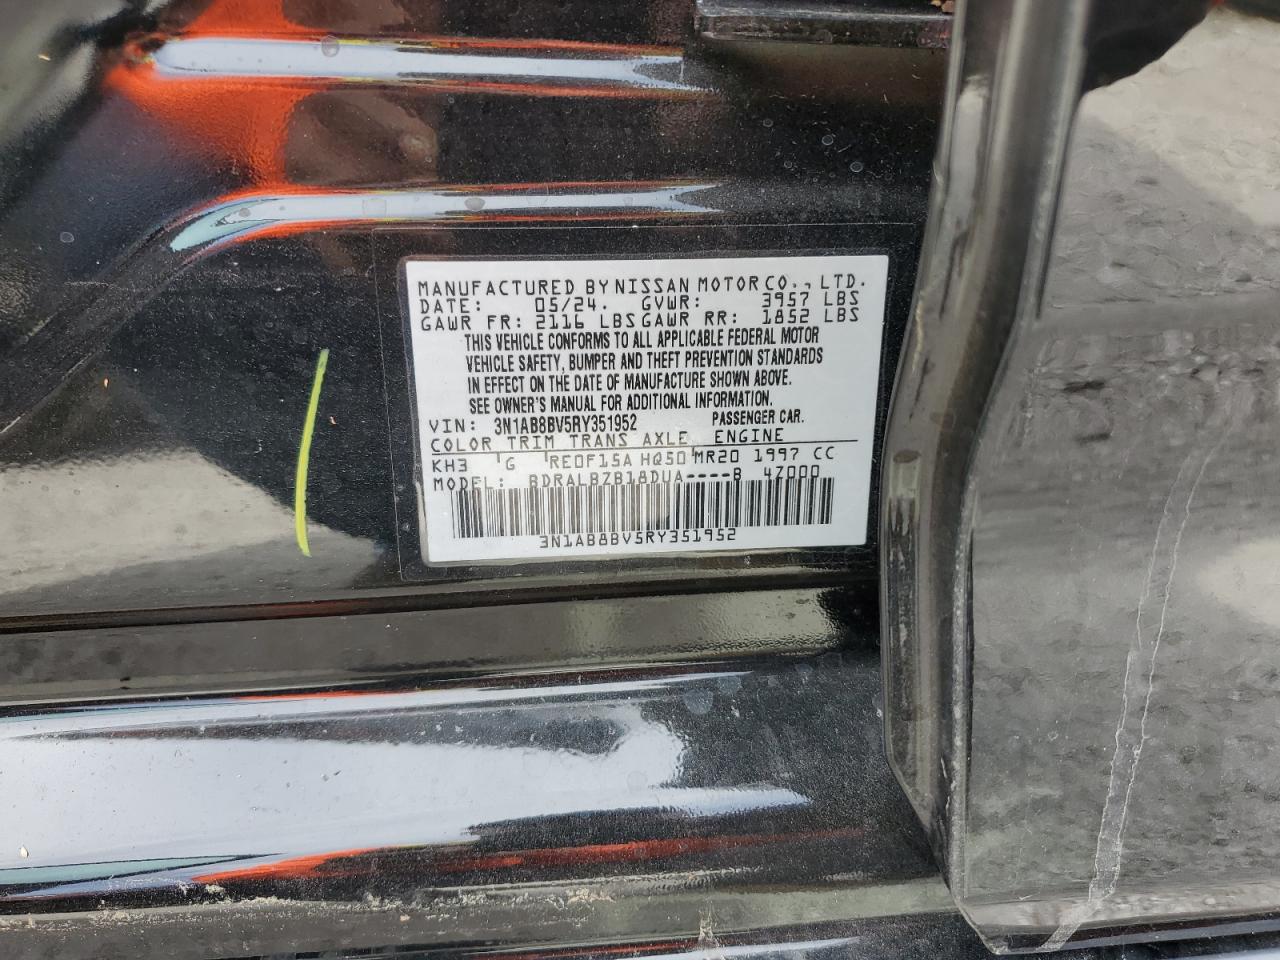 MANUFACTURED BY NISSAN MOTOR CO., LTD.
DATE: 05/24. GVWR: 3957 LBS
GAWR FR: 2116 LBS GAWR RR: 1852 LBS
THIS VEHICLE CONFORMS TO ALL APPLICABLE FEDERAL MOTOR
VEHICLE SAFETY, BUMPER AND THEFT PREVENTION STANDARDS
IN EFFECT ON THE DATE OF MANUFACTURE SHOWN ABOVE.
SEE OWNER'S MANUAL FOR ADDITIONAL INFORMATION.
VIN: 3N1AB8BV5RY351952 PASSENGER CAR.
COLOR TRIM TRANS AXLE ENGINE
KH3 G RE0F15A HQ50 MR20 1997 CC
MODEL: BDRALBZB18DUA----B 47000
3N1AB8BV5RY351952